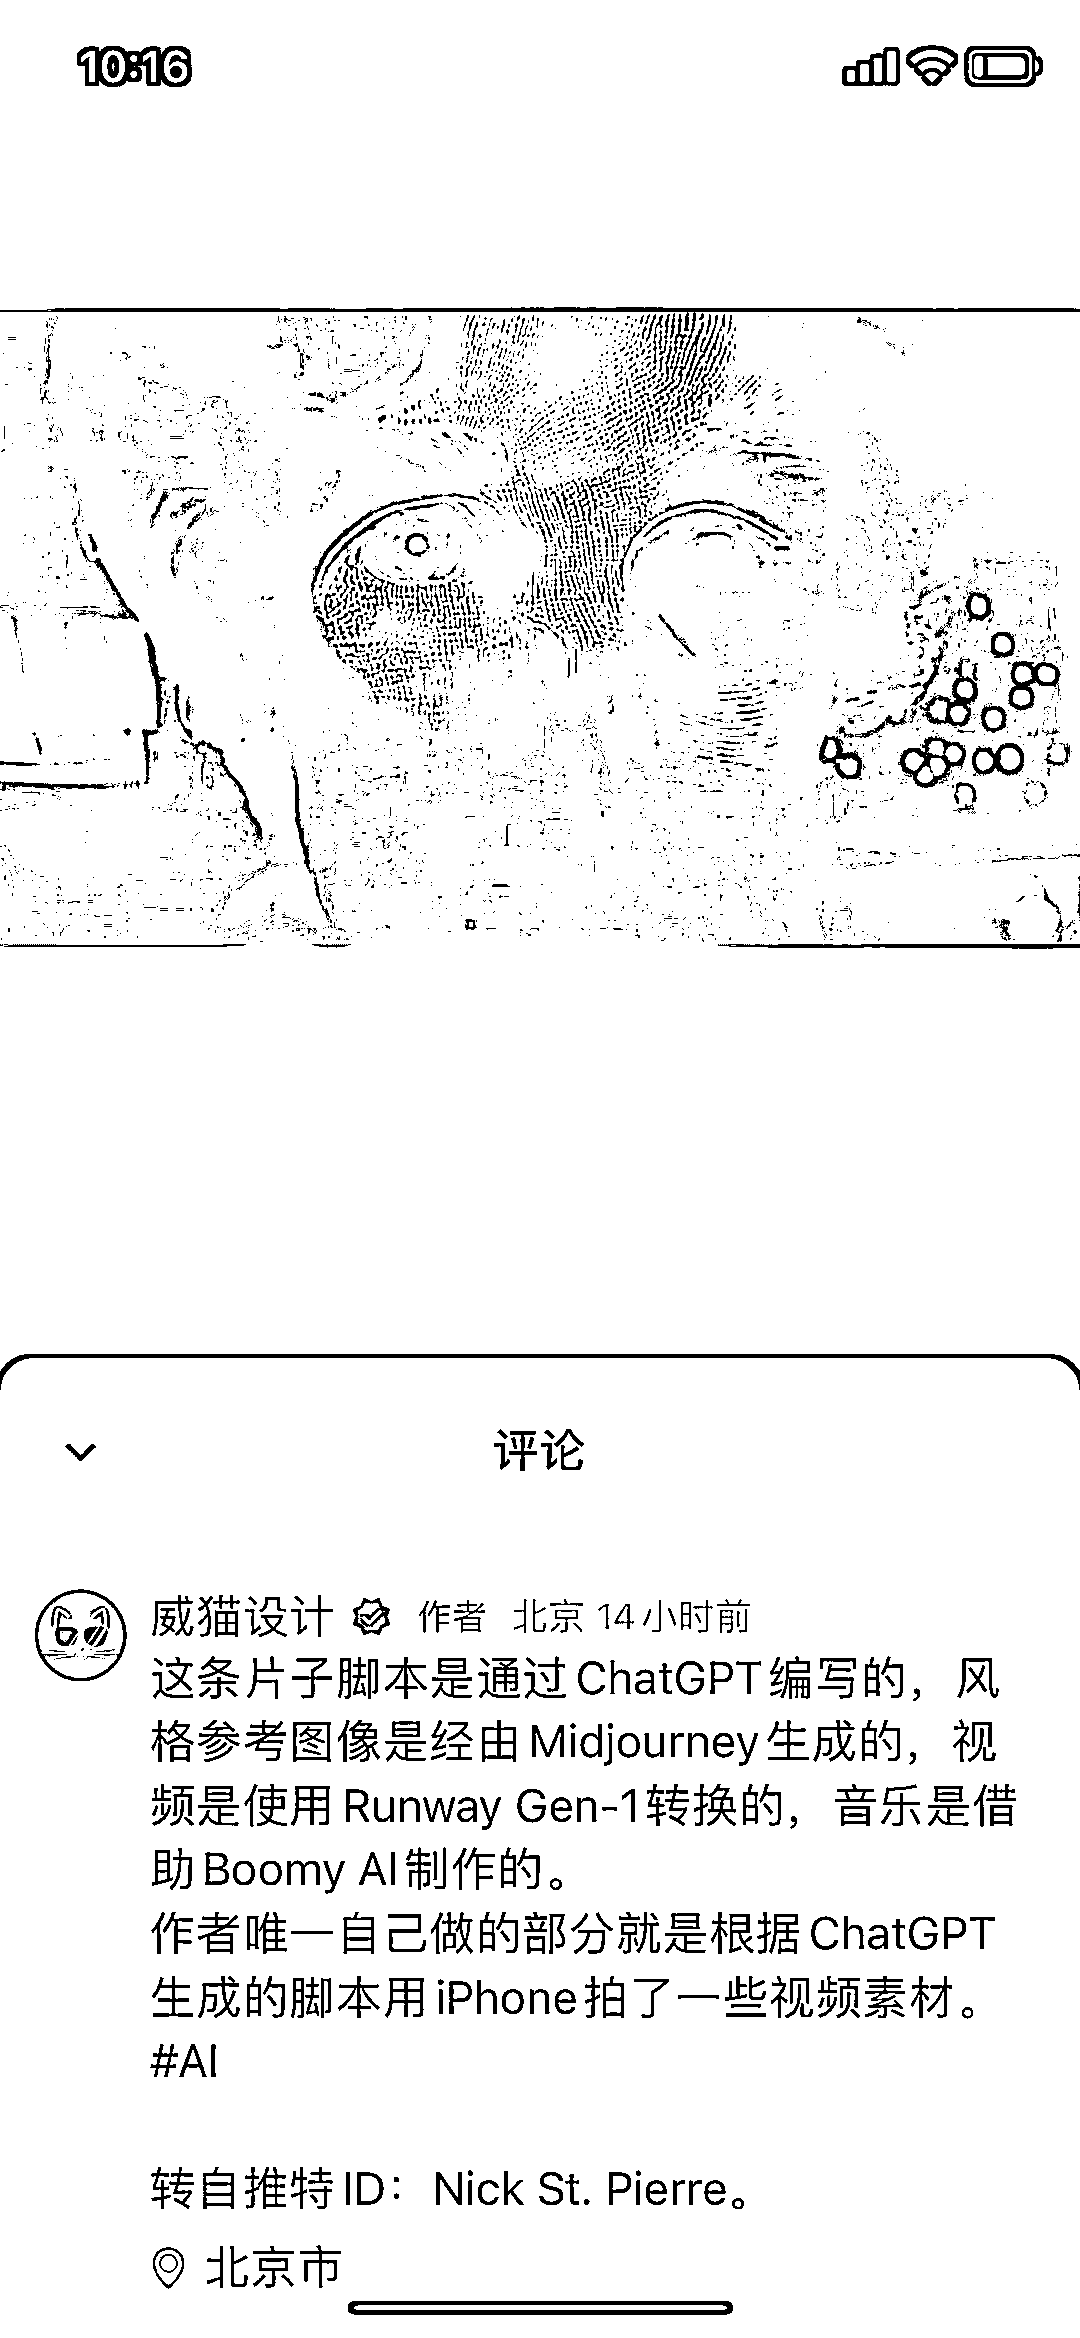 10:16
评论
威猫设计 作者 北京 14小时前
这条片子脚本是通过ChatGPT编写的，风
格参考图像是经由Midjourney生成的，视
频是使用Runway Gen-1转换的，音乐是借
助Boomy AI制作的。
作者唯一自己做的部分就是根据ChatGPT
生成的脚本用iPhone拍了一些视频素材。
#AI
转自推特ID：Nick St. Pierre。
北京市